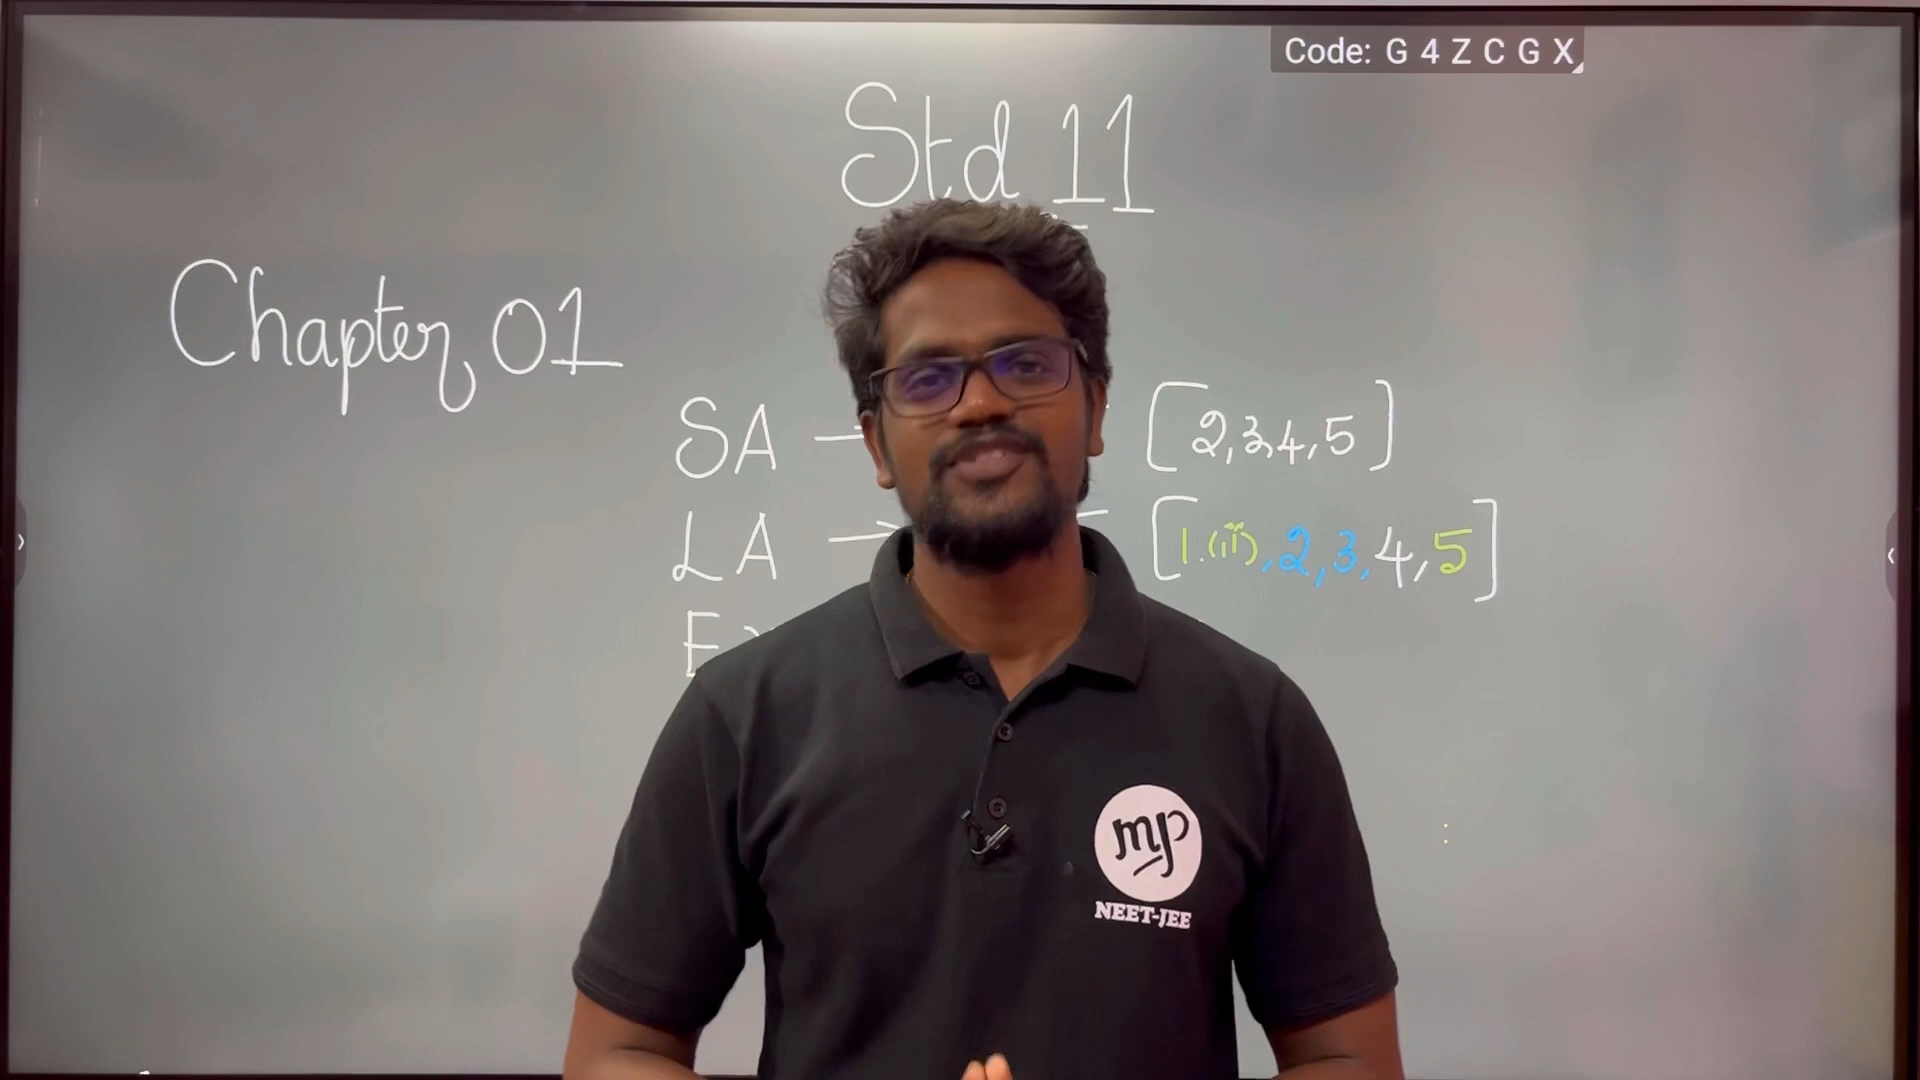 Code: G 4 Z C G X
Std 11
Chapter 01
SA → [2,3,4,5]
LA → [1.(iii),2,3,4,5]
mp
NEET-JEE